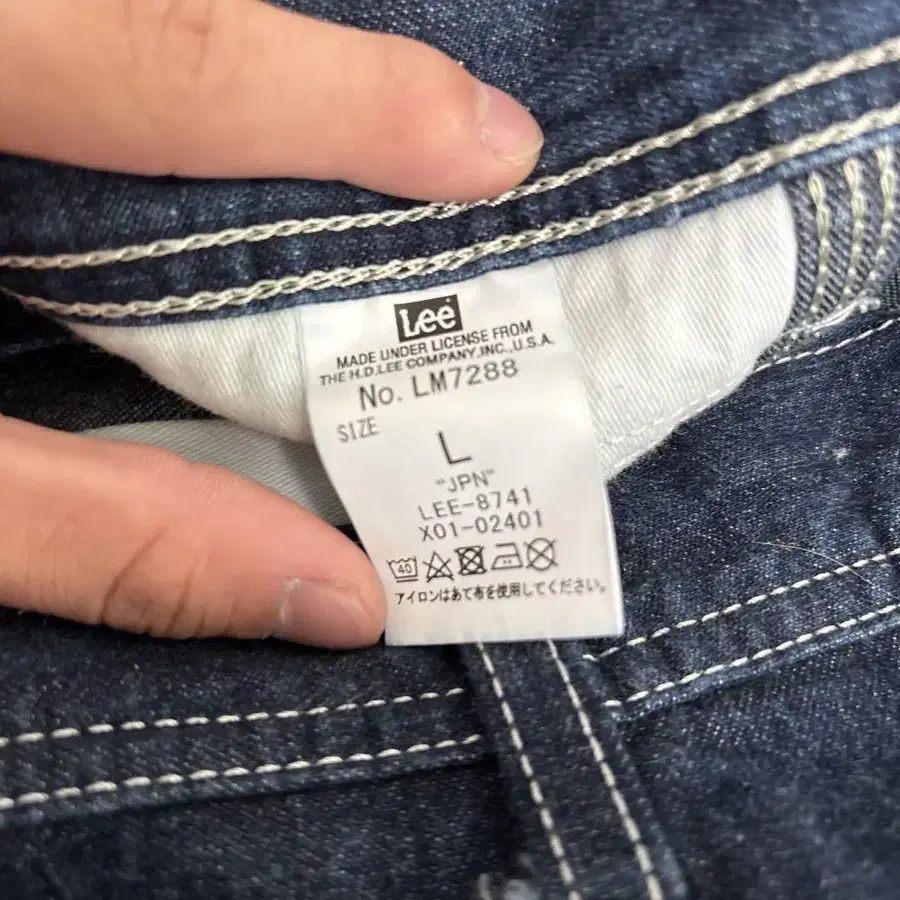 Lee
MADE UNDER LICENSE FROM
THE H.D.LEE COMPANY,INC.,U.S.A.
No. LM7288
SIZE
L
"JPN"
LEE-8741
X01-02401
40
アイロンはあて布を使用してください。